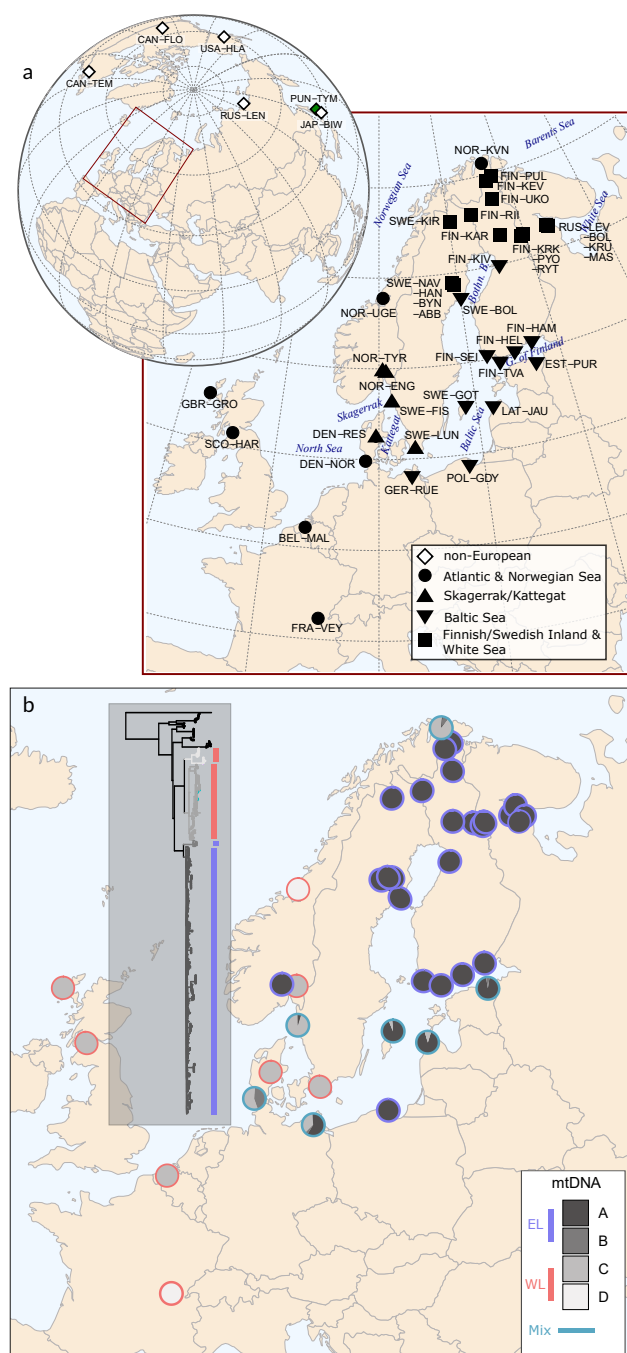 a
CAN–FLO
USA–HLA
CAN–TEM
PUN–TYM
RUS–LEN
JAP–BIW
Barents Sea
NOR–KVN
FIN–PUL
FIN–KEV
Norwegian Sea
FIN–UKO
White Sea
SWE–KIR
FIN–RII
RUS–LEV
–BOL
–KRU
–MAS
FIN–KAR
FIN–KRK
–PYO
–RYT
FIN–KIV
Bothn. B.
SWE–NAV
–HAN
–BYN
–ABB
SWE–BOL
NOR–UGE
FIN–HAM
FIN–HEL
G. of Finland
NOR–TYR
FIN–SEI
FIN–TVA
EST–PUR
NOR–ENG
GBR–GRO
SWE–GOT
Skagerrak
SWE–FIS
LAT–JAU
SCO–HAR
DEN–RES
Kattegat
SWE–LUN
Baltic Sea
North Sea
DEN–NOR
POL–GDY
GER–RUE
BEL–MAL
FRA–VEY
non-European
Atlantic & Norwegian Sea
Skagerrak/Kattegat
Baltic Sea
Finnish/Swedish Inland &
White Sea
b
mtDNA
EL
A
B
WL
C
D
Mix